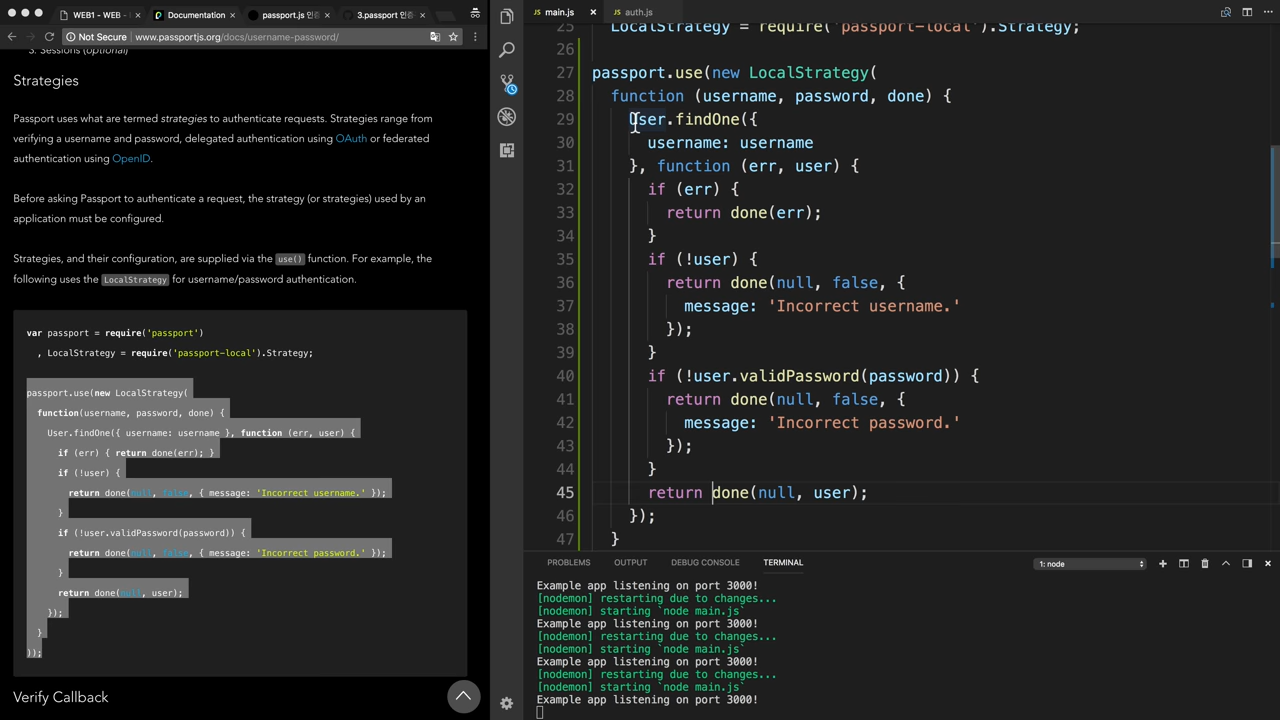 WEB1 - WEB -
Documentation
passport.js 인증
3.passport 인증
Not Secure
www.passportjs.org/docs/username-password/
3. Sessions (optional)
Strategies
Passport uses what are termed strategies to authenticate requests. Strategies range from
verifying a username and password, delegated authentication using OAuth or federated
authentication using OpenID.
Before asking Passport to authenticate a request, the strategy (or strategies) used by an
application must be configured.
Strategies, and their configuration, are supplied via the use() function. For example, the
following uses the LocalStrategy for username/password authentication.
var passport = require('passport')
, LocalStrategy = require('passport-local').Strategy;
passport.use(new LocalStrategy(
function(username, password, done) {
User.findOne({ username: username }, function (err, user) {
if (err) { return done(err); }
if (!user) {
return done(null, false, { message: 'Incorrect username.' });
}
if (!user.validPassword(password)) {
return done(null, false, { message: 'Incorrect password.' });
}
return done(null, user);
});
}
));
Verify Callback
main.js
auth.js
25 LocalStrategy = require('passport-local').Strategy;
26
27 passport.use(new LocalStrategy(
28 function (username, password, done) {
29 User.findOne({
30 username: username
31 }, function (err, user) {
32 if (err) {
33 return done(err);
34 }
35 if (!user) {
36 return done(null, false, {
37 message: 'Incorrect username.'
38 });
39 }
40 if (!user.validPassword(password)) {
41 return done(null, false, {
42 message: 'Incorrect password.'
43 });
44 }
45 return done(null, user);
46 });
47 }
PROBLEMS OUTPUT DEBUG CONSOLE TERMINAL
1: node
Example app listening on port 3000!
[nodemon] restarting due to changes...
[nodemon] starting `node main.js`
Example app listening on port 3000!
[nodemon] restarting due to changes...
[nodemon] starting `node main.js`
Example app listening on port 3000!
[nodemon] restarting due to changes...
[nodemon] starting `node main.js`
Example app listening on port 3000!